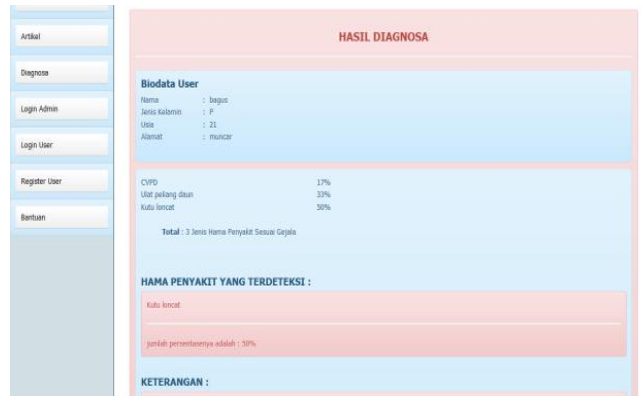 Artikel
Diagnosa
Login Admin
Login User
Register User
Bantuan
HASIL DIAGNOSA
Biodata User
Nama : bagus
Jenis Kelamin : P
Usia : 21
Alamat : muncar
CVPD 17%
Ulat peliang daun 33%
Kutu loncat 50%
Total : 3 Jenis Hama Penyakit Sesuai Gejala
HAMA PENYAKIT YANG TERDETEKSI :
Kutu loncat
jumlah persentasenya adalah : 50%
KETERANGAN :